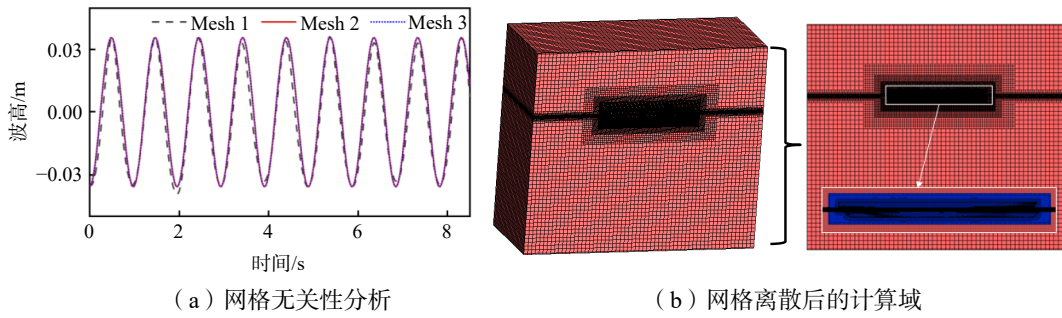 Mesh 1 Mesh 2 Mesh 3
0.03
0.00
−0.03
波高/m
0 2 4 6 8
时间/s
（a）网格无关性分析
（b）网格离散后的计算域